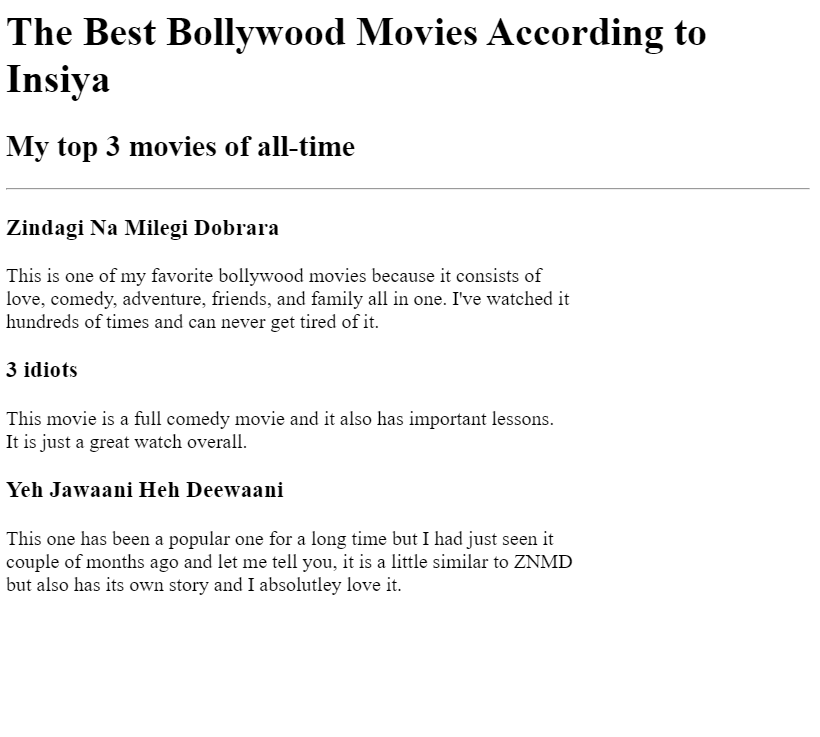 The Best Bollywood Movies According to
Insiya
My top 3 movies of all-time
Zindagi Na Milegi Dobrara
This is one of my favorite bollywood movies because it consists of
love, comedy, adventure, friends, and family all in one. I've watched it
hundreds of times and can never get tired of it.
3 idiots
This movie is a full comedy movie and it also has important lessons.
It is just a great watch overall.
Yeh Jawaani Heh Deewaani
This one has been a popular one for a long time but I had just seen it
couple of months ago and let me tell you, it is a little similar to ZNMD
but also has its own story and I absolutley love it.